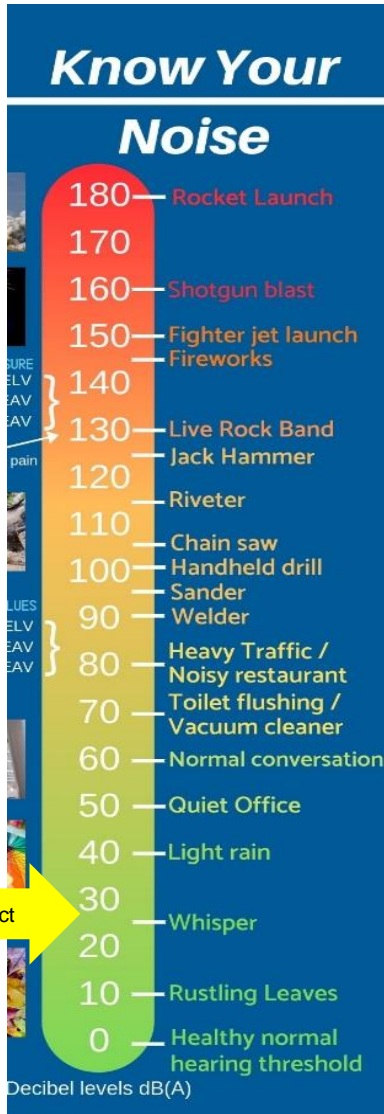 Know Your
Noise
180 Rocket Launch
170
160 Shotgun blast
150 Fighter jet launch
Fireworks
SURE
ELV
140
EAV
EAV
130 Live Rock Band
pain
Jack Hammer
120
Riveter
110
Chain saw
100 Handheld drill
Sander
LUES
90 Welder
ELV
EAV
EAV
80 Heavy Traffic /
Noisy restaurant
70 Toilet flushing /
Vacuum cleaner
60 Normal conversation
50 Quiet Office
40 Light rain
30
ct
Whisper
20
10 Rustling Leaves
0 Healthy normal
hearing threshold
Decibel levels dB(A)